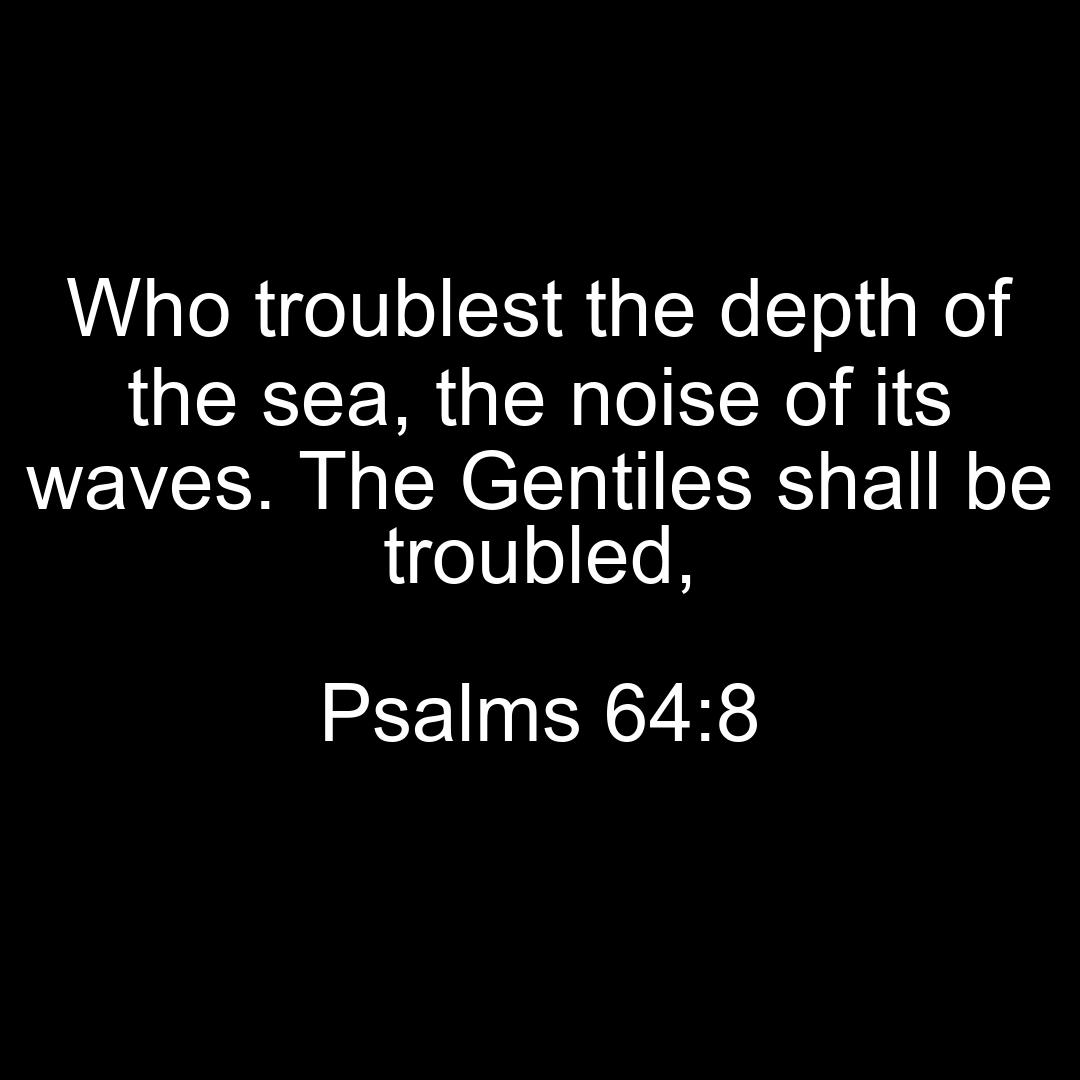 Who troublest the depth of
the sea, the noise of its
waves. The Gentiles shall be
troubled,
Psalms 64:8